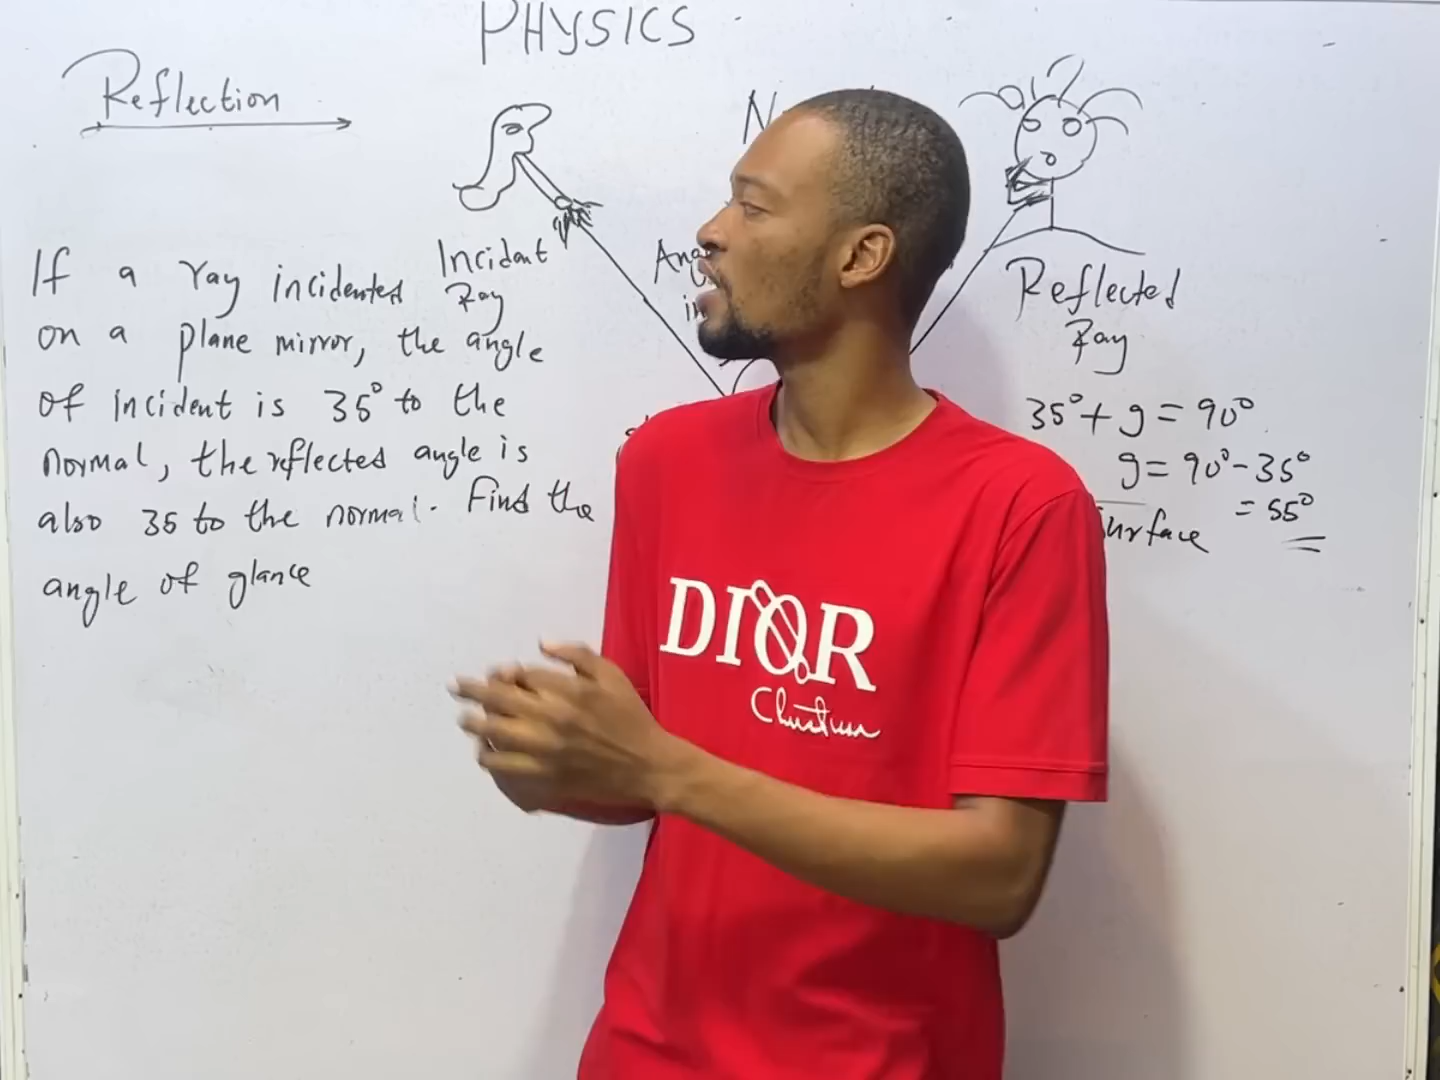 PHYSICS
Reflection
If a ray incidented
on a plane mirror, the angle
of incident is 35° to the
normal, the reflected angle is
also 35 to the normal. Find the
angle of glance
Incident
Ray
Reflected
Ray
35° + g = 90°
g = 90° - 35°
= 55°
surface
DIOR